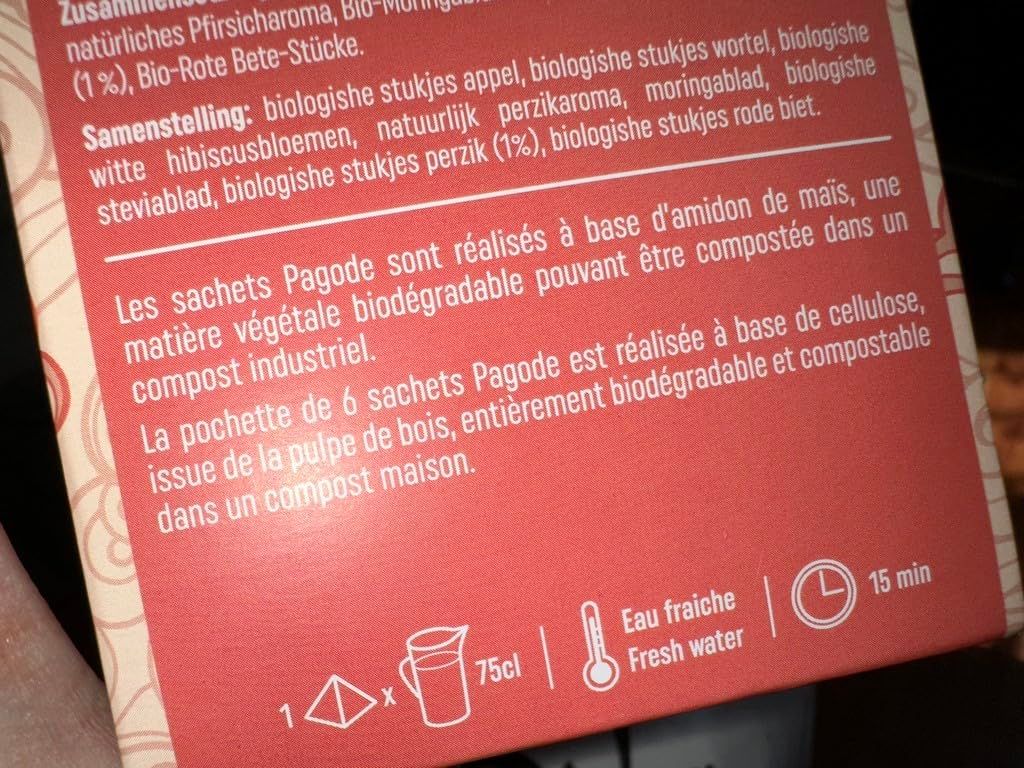 Zusammensetzung:
natürliches Pfirsicharoma, Bio-Moringab
(1 %), Bio-Rote Bete-Stücke.
Samenstelling: biologishe stukjes appel, biologishe stukjes wortel, biologishe
witte hibiscusbloemen, natuurlijk perzikaroma, moringablad, biologishe
steviablad, biologishe stukjes perzik (1%), biologishe stukjes rode biet.
Les sachets Pagode sont réalisés à base d'amidon de maïs, une
matière végétale biodégradable pouvant être compostée dans un
compost industriel.
La pochette de 6 sachets Pagode est réalisée à base de cellulose,
issue de la pulpe de bois, entièrement biodégradable et compostable
dans un compost maison.
1 x 75cl
Eau fraiche
Fresh water
15 min